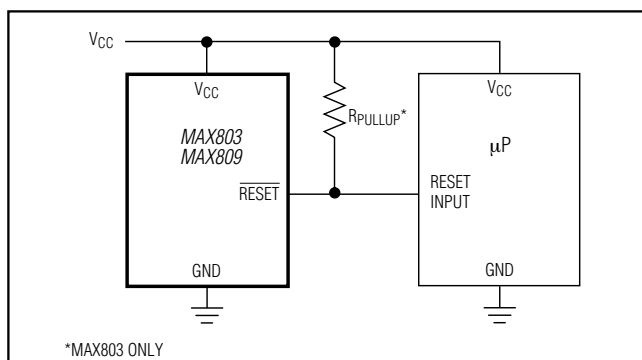 VCC
VCC
MAX803
MAX809
RESET
GND
RPULLUP*
VCC
µP
RESET
INPUT
GND
*MAX803 ONLY